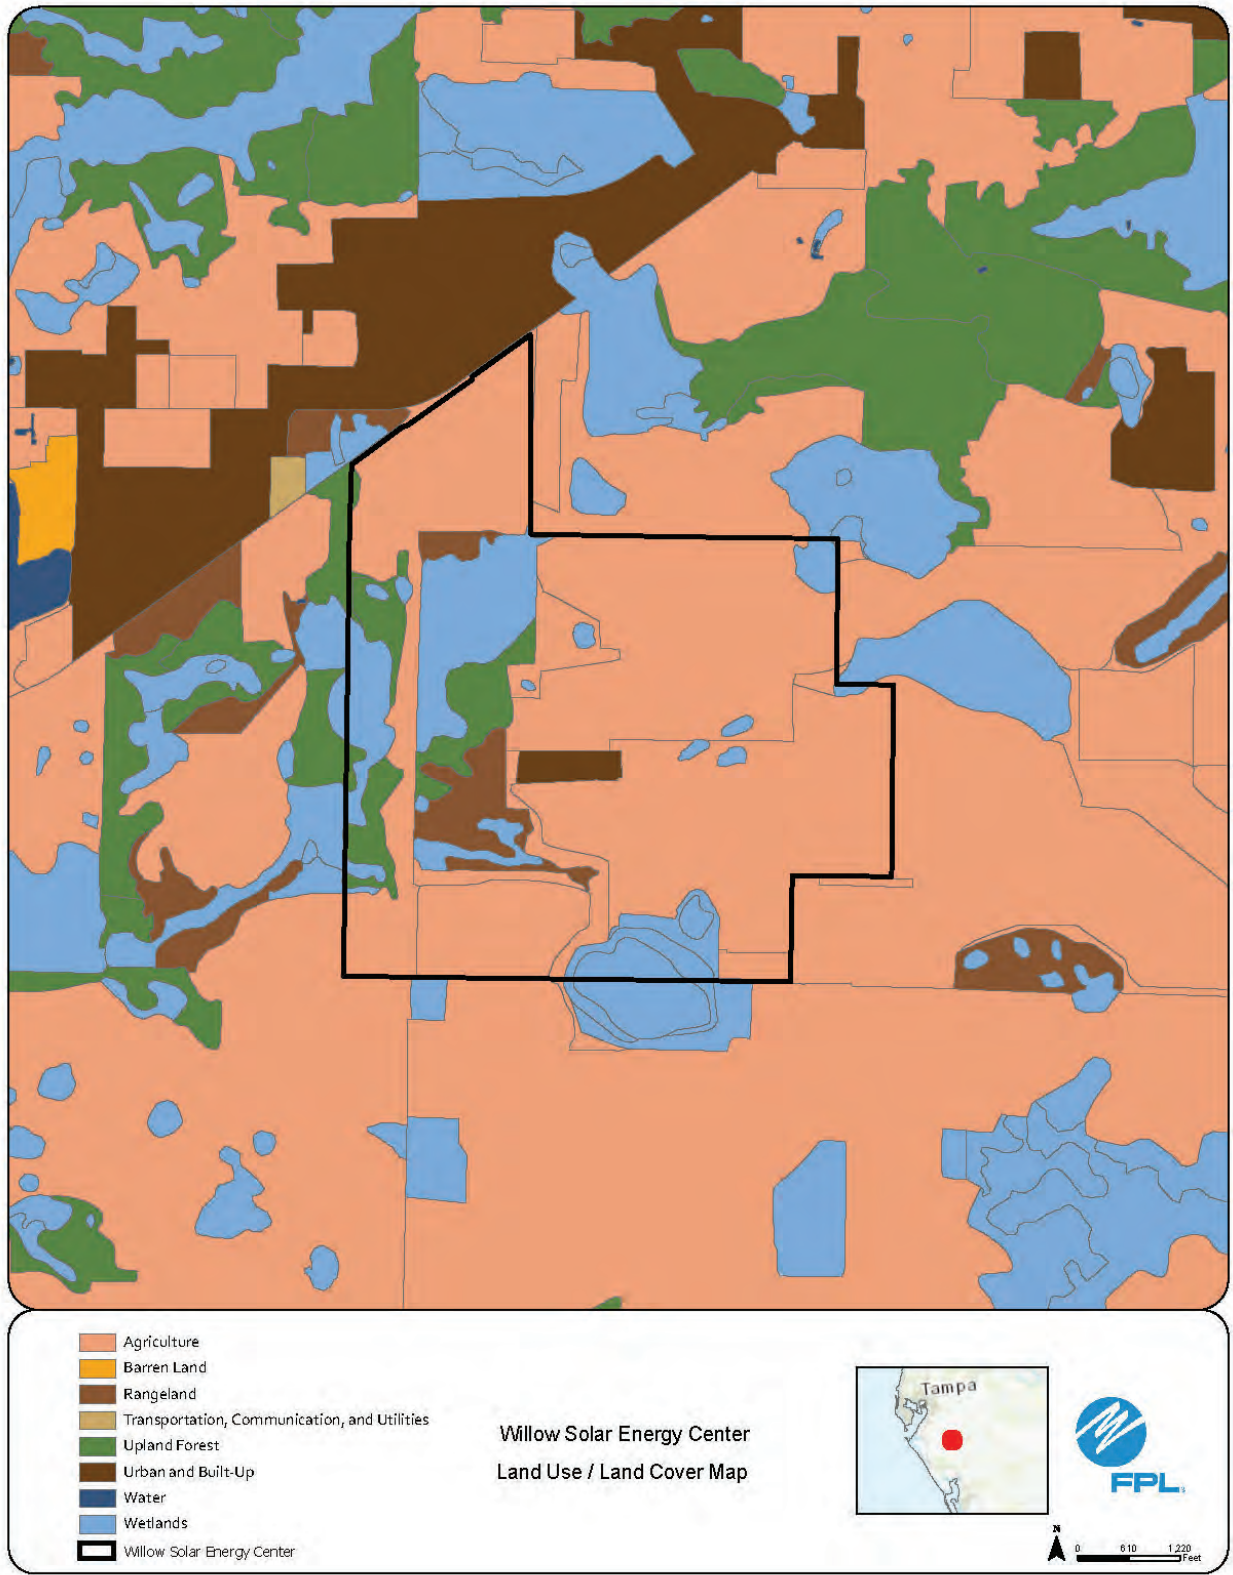 Agriculture
Barren Land
Rangeland
Transportation, Communication, and Utilities
Upland Forest
Urban and Built-Up
Water
Wetlands
Willow Solar Energy Center
Willow Solar Energy Center
Land Use / Land Cover Map
Tampa
FPL
N
0 610 1,220
Feet